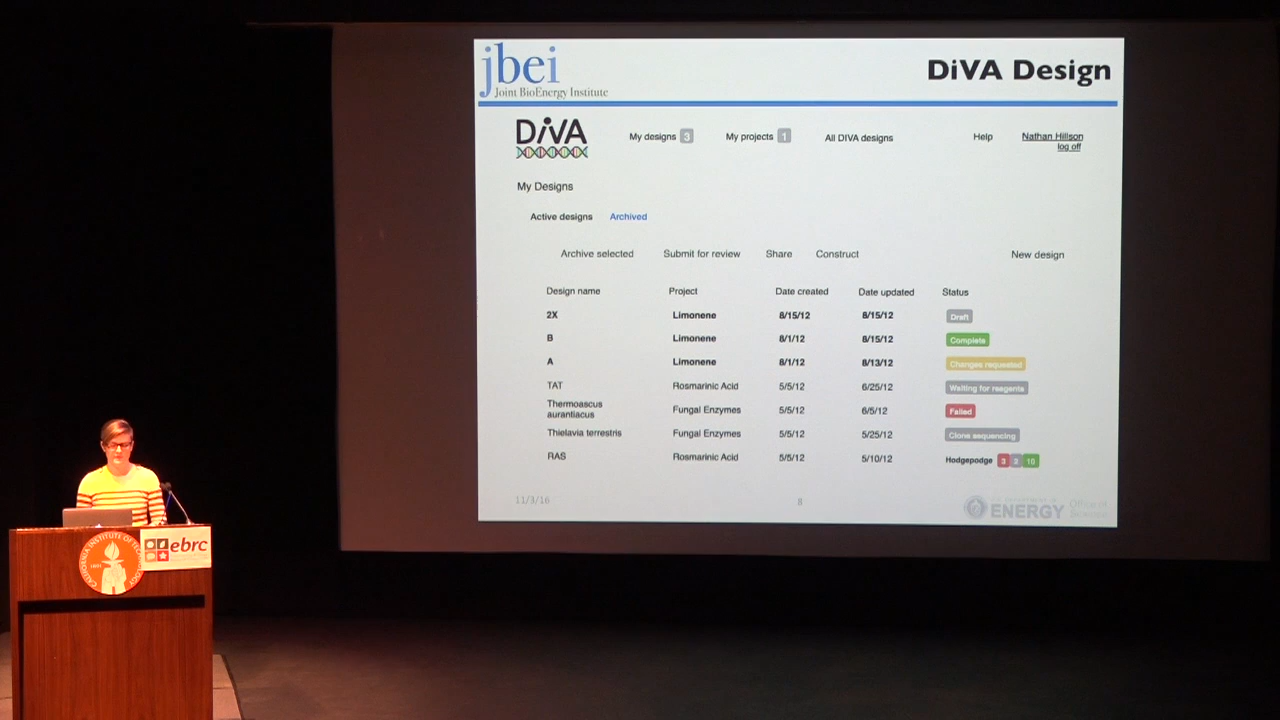 jbei
Joint BioEnergy Institute
DiVA Design
DIVA
My designs 3
My projects 1
All DIVA designs
Help
Nathan Hillson
log off
My Designs
Active designs Archived
Archive selected Submit for review Share Construct New design
Design name Project Date created Date updated Status
2X Limonene 8/15/12 8/15/12 Draft
B Limonene 8/1/12 8/15/12 Complete
A Limonene 8/1/12 8/13/12 Changes requested
TAT Rosmarinic Acid 5/5/12 6/25/12 Waiting for reagents
Thermoascus
aurantiacus Fungal Enzymes 5/5/12 6/5/12 Failed
Thielavia terrestris Fungal Enzymes 5/5/12 5/25/12 Clone sequencing
RAS Rosmarinic Acid 5/5/12 5/10/12 Hodgepodge 3 2 10
11/3/16 8
ENERGY
CALIFORNIA INSTITUTE OF TECHNOLOGY
1891
ebrc